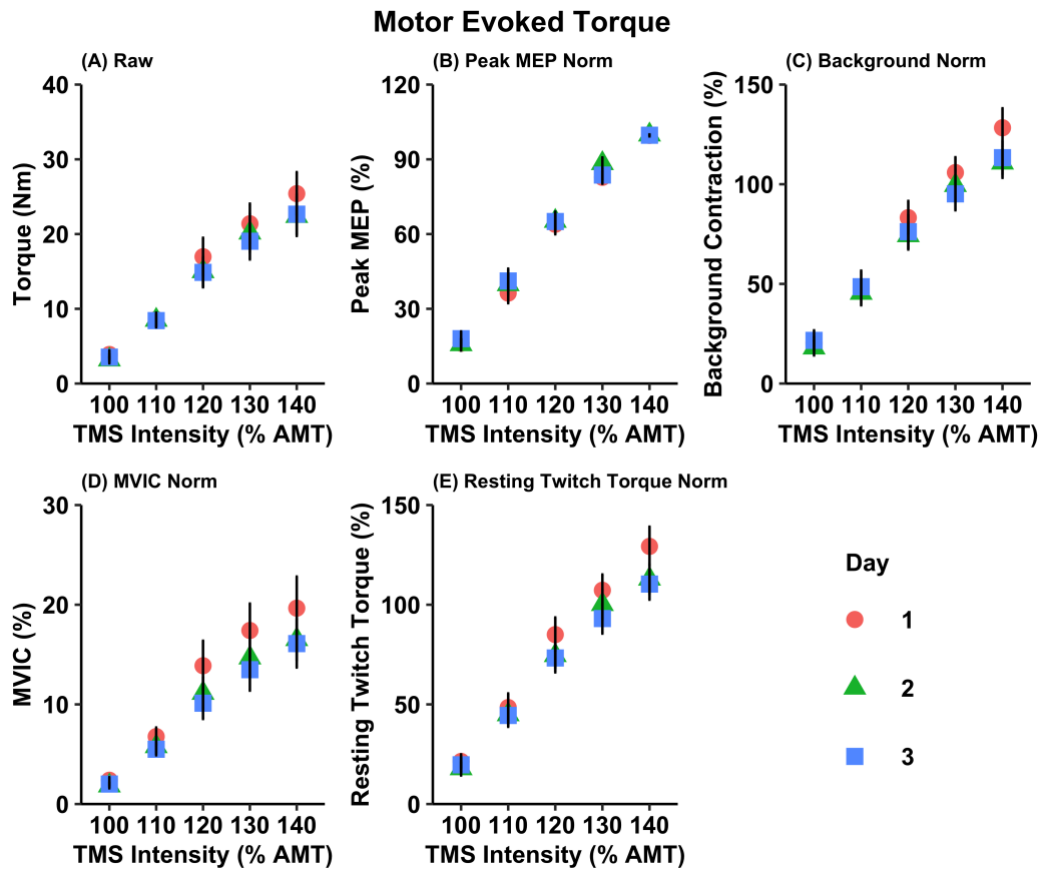 Motor Evoked Torque
(A) Raw
Torque (Nm)
40
30
20
10
0
100 110 120 130 140
TMS Intensity (% AMT)
(B) Peak MEP Norm
Peak MEP (%)
120
90
60
30
0
100 110 120 130 140
TMS Intensity (% AMT)
(C) Background Norm
Background Contraction (%)
150
100
50
0
100 110 120 130 140
TMS Intensity (% AMT)
(D) MVIC Norm
MVIC (%)
30
20
10
0
100 110 120 130 140
TMS Intensity (% AMT)
(E) Resting Twitch Torque Norm
Resting Twitch Torque (%)
150
100
50
0
100 110 120 130 140
TMS Intensity (% AMT)
Day
1
2
3